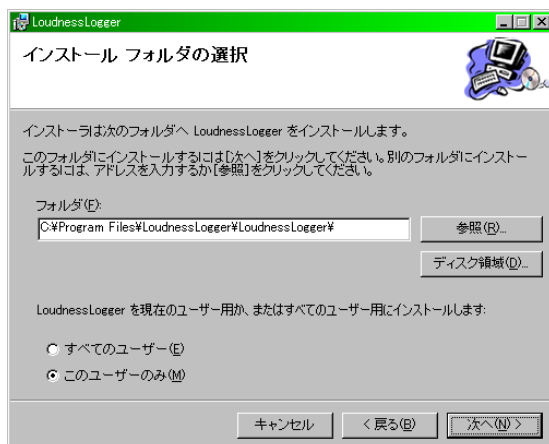 LoudnessLogger
インストール フォルダの選択
インストーラは次のフォルダへ LoudnessLogger をインストールします。
このフォルダにインストールするには[次へ]をクリックしてください。別のフォルダにインストー
ルするには、アドレスを入力するか[参照]をクリックしてください。
フォルダ(F):
C:¥Program Files¥LoudnessLogger¥LoudnessLogger¥
参照(R)...
ディスク領域(D)...
LoudnessLogger を現在のユーザー用か、またはすべてのユーザー用にインストールします:
すべてのユーザー(E)
このユーザーのみ(M)
キャンセル
< 戻る(B)
次へ(N) >